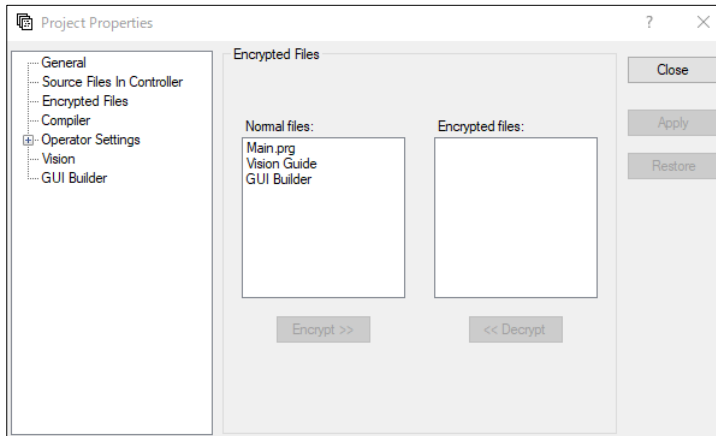 Project Properties
?
General
Source Files In Controller
Encrypted Files
Compiler
Operator Settings
Vision
GUI Builder
Encrypted Files
Normal files:
Main.prg
Vision Guide
GUI Builder
Encrypt >>
Encrypted files:
<< Decrypt
Close
Apply
Restore